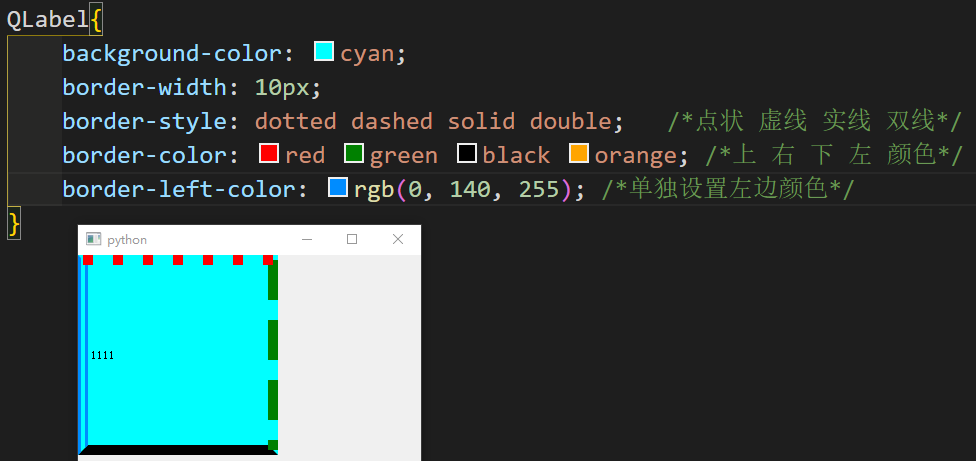 QLabel{
background-color: cyan;
border-width: 10px;
border-style: dotted dashed solid double; /*点状 虚线 实线 双线*/
border-color: red green black orange; /*上 右 下 左 颜色*/
border-left-color: rgb(0, 140, 255); /*单独设置左边颜色*/
}
python
1111